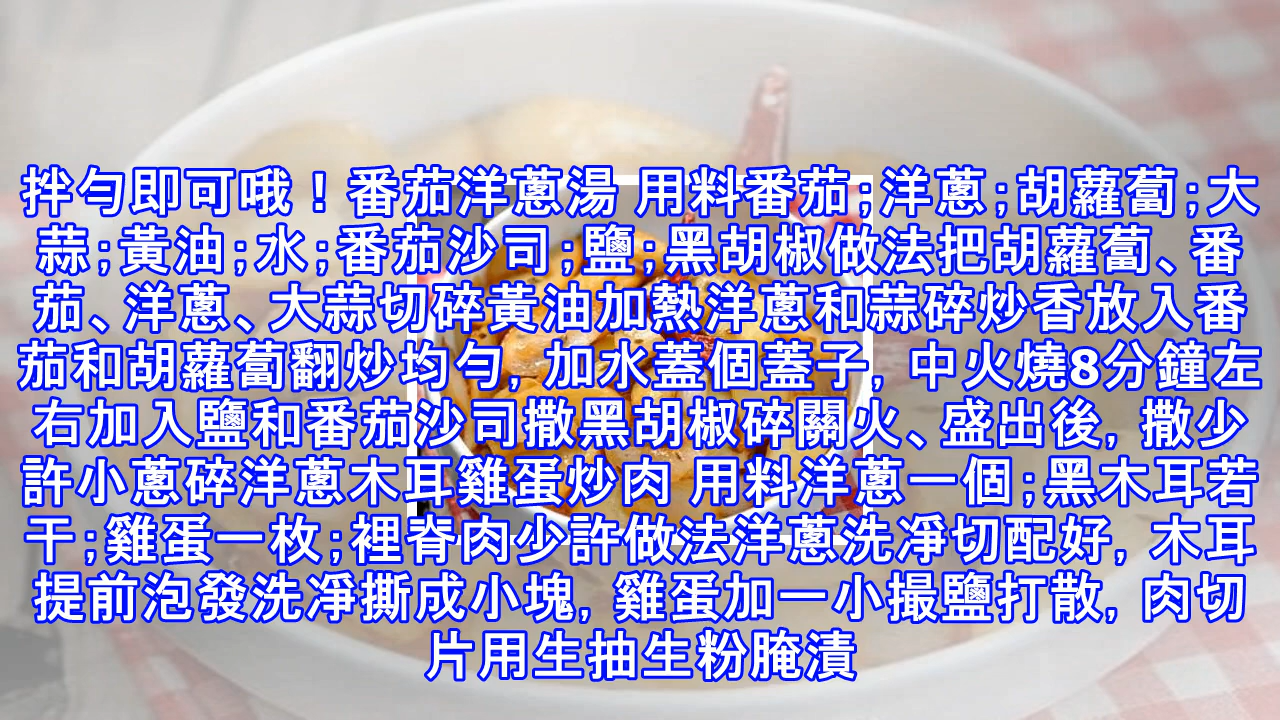 拌勻即可哦！番茄洋蔥湯 用料番茄;洋蔥;胡蘿蔔;大
蒜;黃油;水;番茄沙司;鹽;黑胡椒做法把胡蘿蔔、番
茄、洋蔥、大蒜切碎黃油加熱洋蔥和蒜碎炒香放入番
茄和胡蘿蔔翻炒均勻, 加水蓋個蓋子, 中火燒8分鐘左
右加入鹽和番茄沙司撒黑胡椒碎關火、盛出後, 撒少
許小蔥碎洋蔥木耳雞蛋炒肉 用料洋蔥一個;黑木耳若
干;雞蛋一枚;裡脊肉少許做法洋蔥洗凈切配好, 木耳
提前泡發洗凈撕成小塊, 雞蛋加一小撮鹽打散, 肉切
片用生抽生粉腌漬